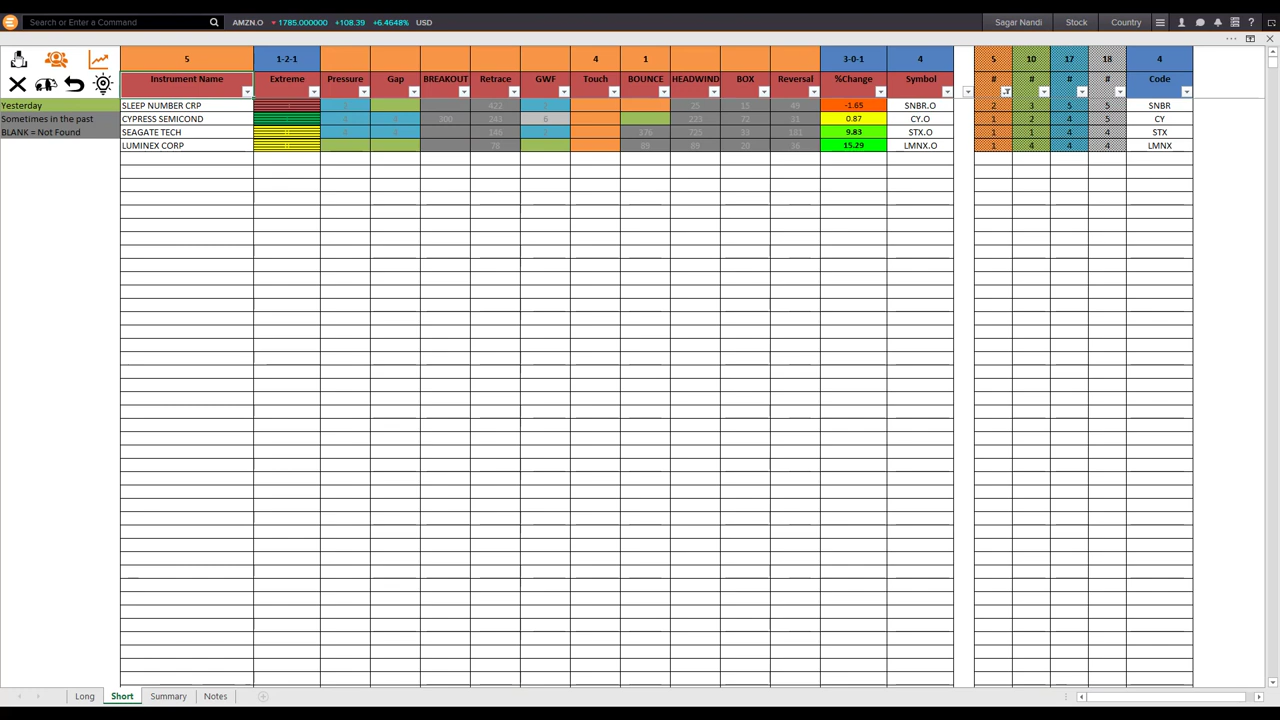 Search or Enter a Command AMZN.O 1785.000000 +108.39 +6.4648% USD Sagar Nandi Stock Country
5 1-2-1 4 1 3-0-1 4 5 10 17 18 4
Instrument Name Extreme Pressure Gap BREAKOUT Retrace GWF Touch BOUNCE HEADWIND BOX Reversal %Change Symbol # # # # Code
Yesterday SLEEP NUMBER CRP 422 25 15 49 -1.65 SNBR.O 2 3 5 5 SNBR
Sometimes in the past CYPRESS SEMICOND 300 243 6 223 72 31 0.87 CY.O 1 2 4 5 CY
BLANK = Not Found SEAGATE TECH 146 376 725 33 181 9.83 STX.O 1 1 4 4 STX
LUMINEX CORP 78 89 89 20 38 15.29 LMNX.O 1 4 4 4 LMNX
Long Short Summary Notes